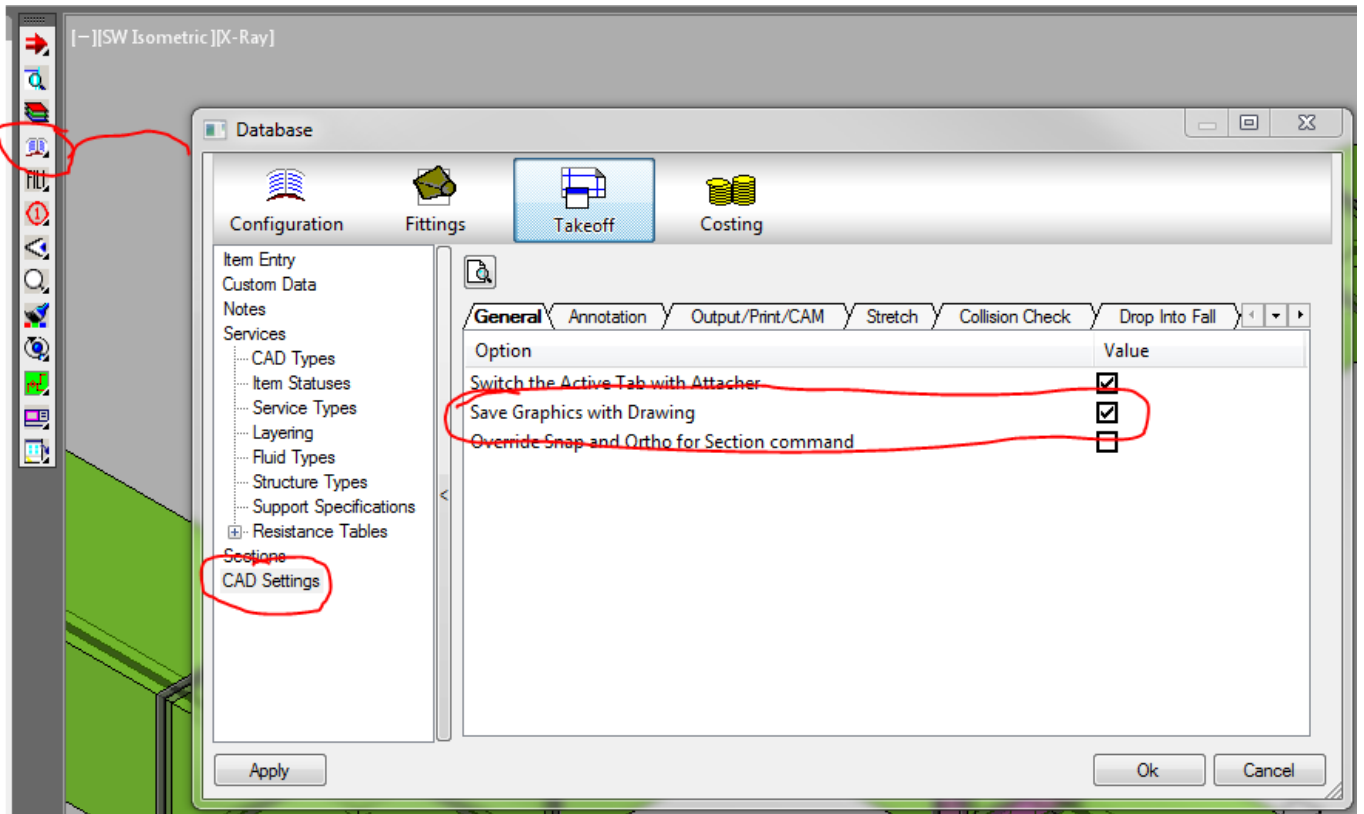 [−][SW Isometric][X-Ray]
Database
Configuration
Fittings
Takeoff
Costing
FILL
1
Item Entry
Custom Data
Notes
Services
CAD Types
Item Statuses
Service Types
Layering
Fluid Types
Structure Types
Support Specifications
Resistance Tables
Sections
CAD Settings
General
Annotation
Output/Print/CAM
Stretch
Collision Check
Drop Into Fall
Option
Value
Switch the Active Tab with Attacher
Save Graphics with Drawing
Override Snap and Ortho for Section command
Apply
Ok
Cancel